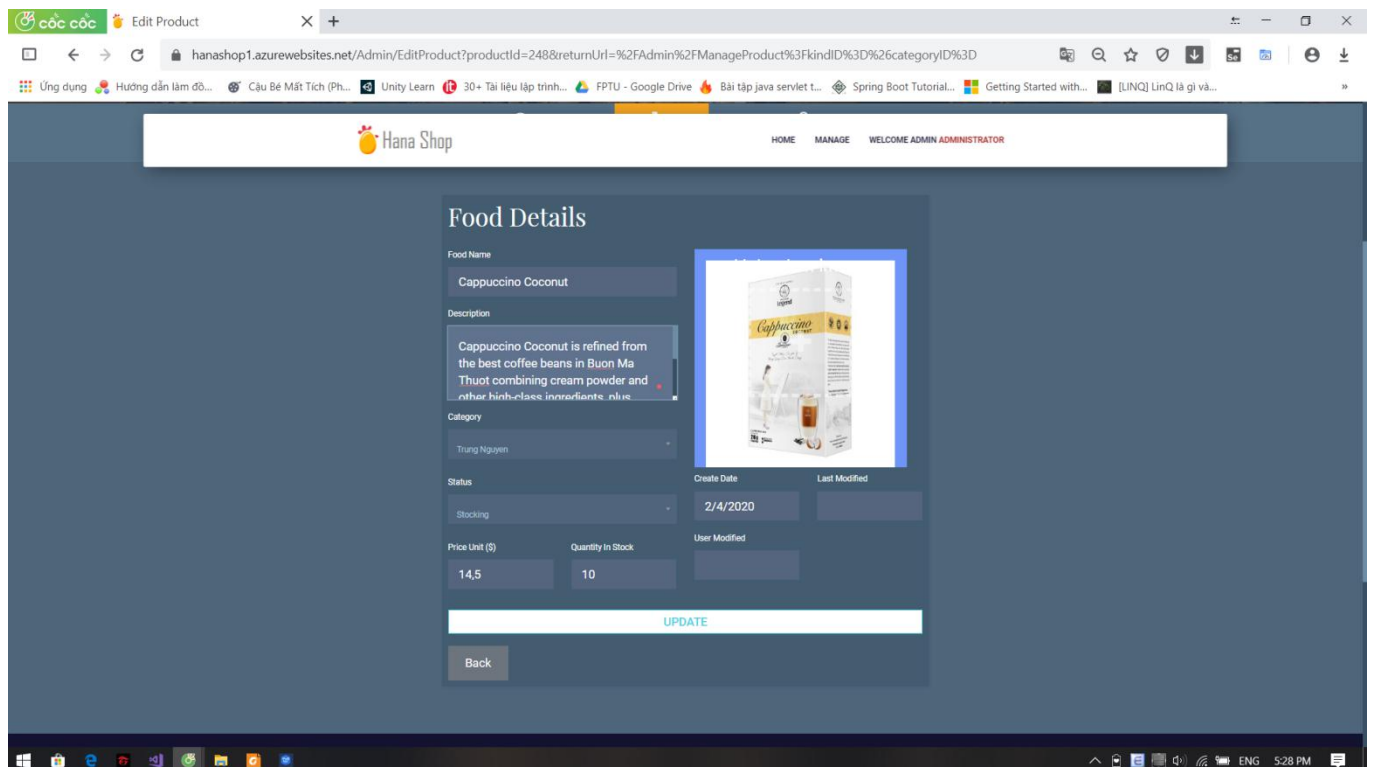 cốc cốc
Edit Product
hanashop1.azurewebsites.net/Admin/EditProduct?productId=248&returnUrl=%2FAdmin%2FManageProduct%3FkindID%3D%26categoryID%3D
Ứng dụng Hướng dẫn làm đồ... Cậu Bé Mất Tích (Ph... Unity Learn 30+ Tài liệu lập trình... FPTU - Google Drive Bài tập java servlet t... Spring Boot Tutorial... Getting Started with... [LINQ] LinQ là gì và... »
Hana Shop
HOME MANAGE WELCOME ADMIN ADMINISTRATOR
Food Details
Food Name
Cappuccino Coconut
Description
Cappuccino Coconut is refined from
the best coffee beans in Buon Ma
Thuot combining cream powder and
other high-class ingredients, plus
Legend
Cappuccino
Category
Trung Nguyen
Status
Stocking
Create Date Last Modified
2/4/2020
User Modified
Price Unit ($) Quantity In Stock
14,5 10
UPDATE
Back
ENG 5:28 PM